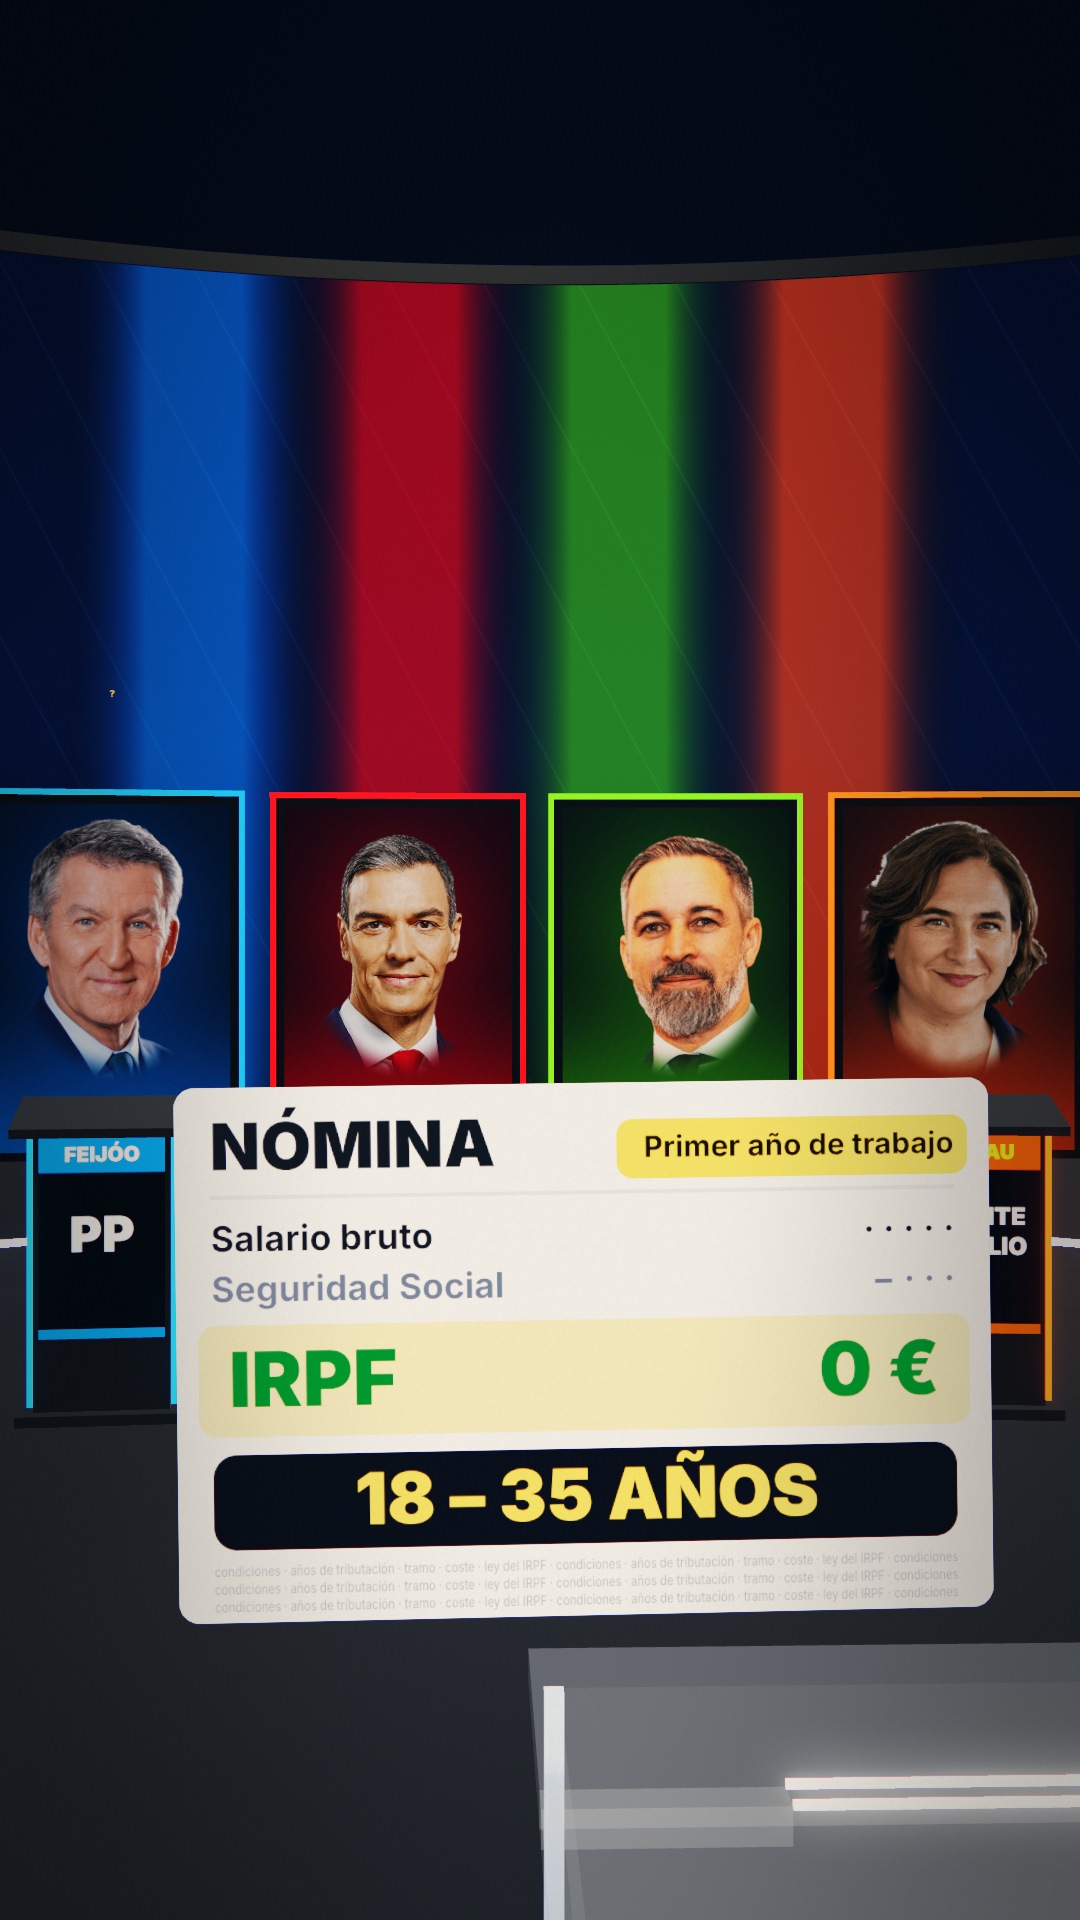 ?
FEIJÓO
PP
AU
NTE
LIO
NÓMINA
Primer año de trabajo
Salario bruto
· · · · ·
Seguridad Social
– · · ·
IRPF
0 €
18 – 35 AÑOS
condiciones · años de tributación · tramo · coste · ley del IRPF · condiciones · años de tributación · tramo · coste · ley del IRPF · condiciones
condiciones · años de tributación · tramo · coste · ley del IRPF · condiciones · años de tributación · tramo · coste · ley del IRPF · condiciones
condiciones · años de tributación · tramo · coste · ley del IRPF · condiciones · años de tributación · tramo · coste · ley del IRPF · condiciones